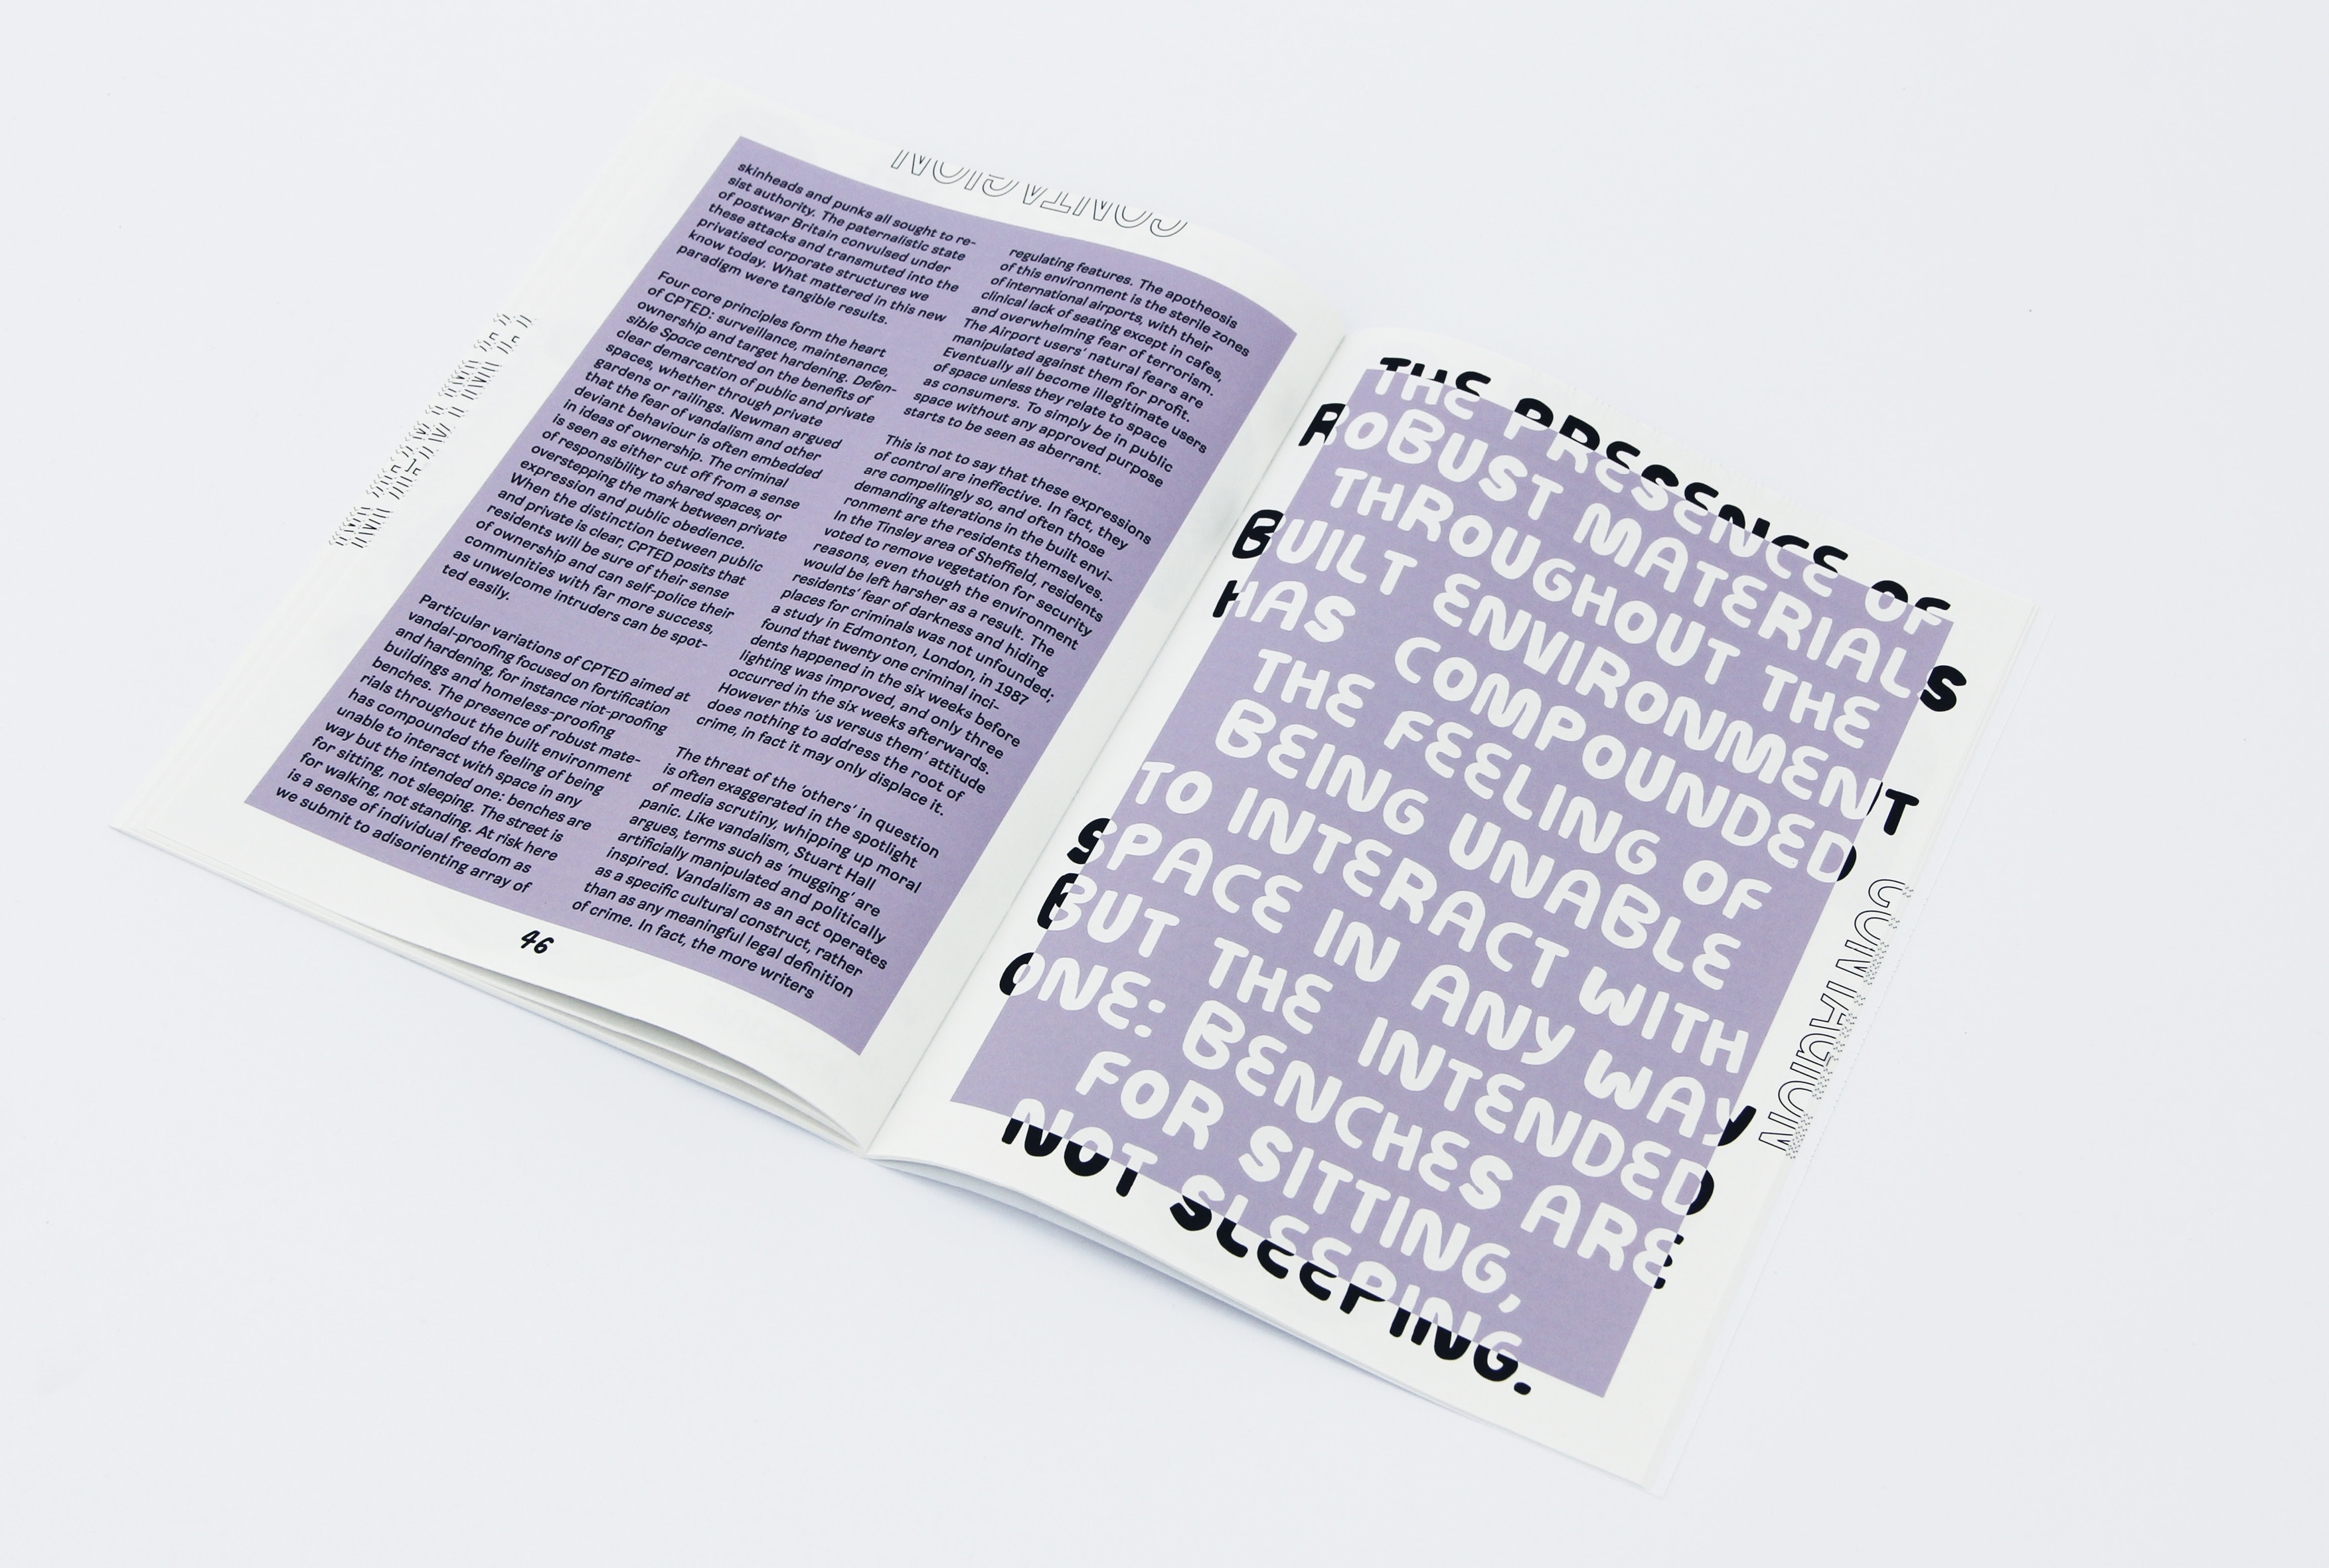 CONTAGION
skinheads and punks all sought to re-
sist authority. The paternalistic state
of postwar Britain convulsed under
these attacks and transmuted into the
privatised corporate structures we
know today. What mattered in this new
paradigm were tangible results.
Four core principles form the heart
of CPTED: surveillance, maintenance,
ownership and target hardening. Defen-
sible Space centred on the benefits of
clear demarcation of public and private
spaces, whether through private
gardens or railings. Newman argued
that the fear of vandalism and other
deviant behaviour is often embedded
in ideas of ownership. The criminal
is seen as either cut off from a sense
of responsibility to shared spaces, or
overstepping the mark between private
expression and public obedience.
When the distinction between public
and private is clear, CPTED posits that
residents will be sure of their sense
of ownership and can self-police their
communities with far more success,
as unwelcome intruders can be spot-
ted easily.
Particular variations of CPTED aimed at
vandal-proofing focused on fortification
and hardening, for instance riot-proofing
buildings and homeless-proofing
benches. The presence of robust mate-
rials throughout the built environment
has compounded the feeling of being
unable to interact with space in any
way but the intended one: benches are
for sitting, not sleeping. The street is
for walking, not standing. At risk here
is a sense of individual freedom as
we submit to adisorienting array of
regulating features. The apotheosis
of this environment is the sterile zones
of international airports, with their
clinical lack of seating except in cafes,
and overwhelming fear of terrorism.
The Airport users' natural fears are
manipulated against them for profit.
Eventually all become illegitimate users
of space unless they relate to space
as consumers. To simply be in public
space without any approved purpose
starts to be seen as aberrant.
This is not to say that these expressions
of control are ineffective. In fact, they
are compellingly so, and often those
demanding alterations in the built envi-
ronment are the residents themselves.
In the Tinsley area of Sheffield, residents
voted to remove vegetation for security
reasons, even though the environment
would be left harsher as a result. The
residents' fear of darkness and hiding
places for criminals was not unfounded;
a study in Edmonton, London, in 1987
found that twenty one criminal inci-
dents happened in the six weeks before
lighting was improved, and only three
occurred in the six weeks afterwards.
However this 'us versus them' attitude
does nothing to address the root of
crime, in fact it may only displace it.
The threat of the 'others' in question
is often exaggerated in the spotlight
of media scrutiny, whipping up moral
panic. Like vandalism, Stuart Hall
argues, terms such as 'mugging' are
artificially manipulated and politically
inspired. Vandalism as an act operates
as a specific cultural construct, rather
than as any meaningful legal definition
of crime. In fact, the more writers
46
THE PRESENCE OF
ROBUST MATERIALS
THROUGHOUT THE
BUILT ENVIRONMENT
HAS COMPOUNDED
THE FEELING OF
BEING UNABLE
TO INTERACT WITH
SPACE IN ANY WAY
BUT THE INTENDED
ONE: BENCHES ARE
FOR SITTING,
NOT SLEEPING.
CONTAGION